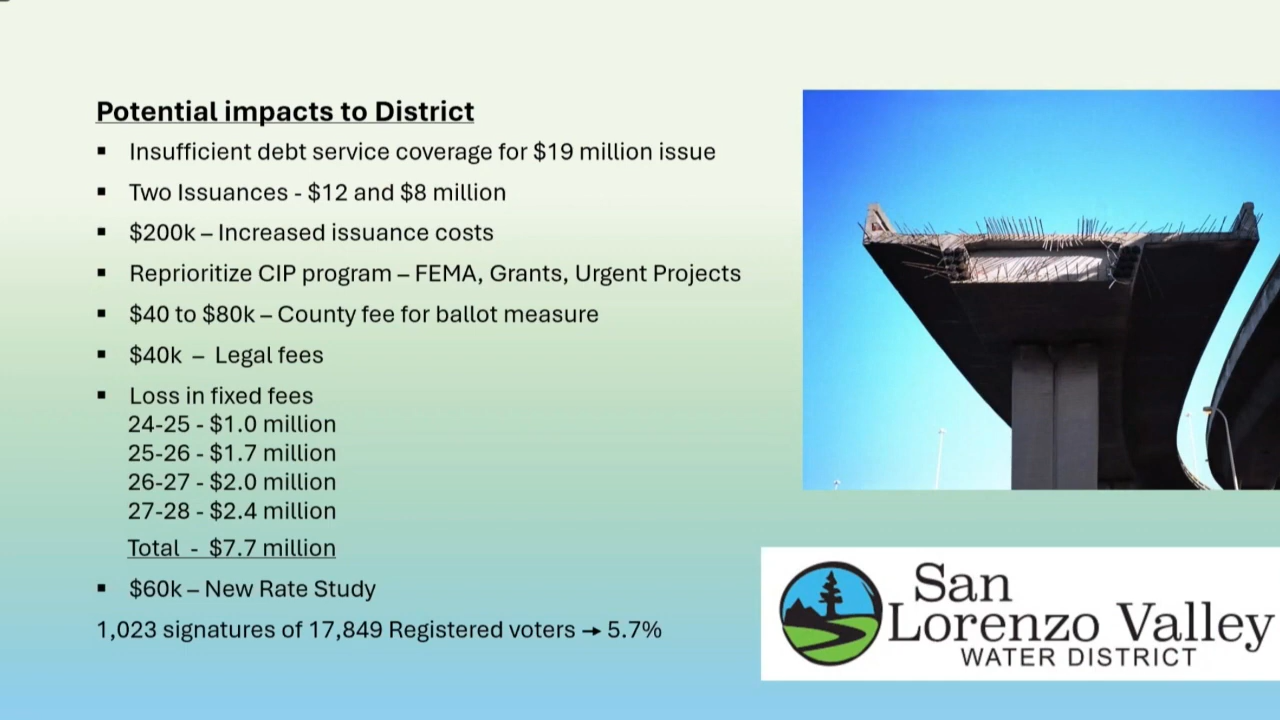 Potential impacts to District
▪ Insufficient debt service coverage for $19 million issue
▪ Two Issuances - $12 and $8 million
▪ $200k – Increased issuance costs
▪ Reprioritize CIP program – FEMA, Grants, Urgent Projects
▪ $40 to $80k – County fee for ballot measure
▪ $40k – Legal fees
▪ Loss in fixed fees
24-25 - $1.0 million
25-26 - $1.7 million
26-27 - $2.0 million
27-28 - $2.4 million
Total - $7.7 million
▪ $60k – New Rate Study
1,023 signatures of 17,849 Registered voters → 5.7%
San
Lorenzo Valley
WATER DISTRICT